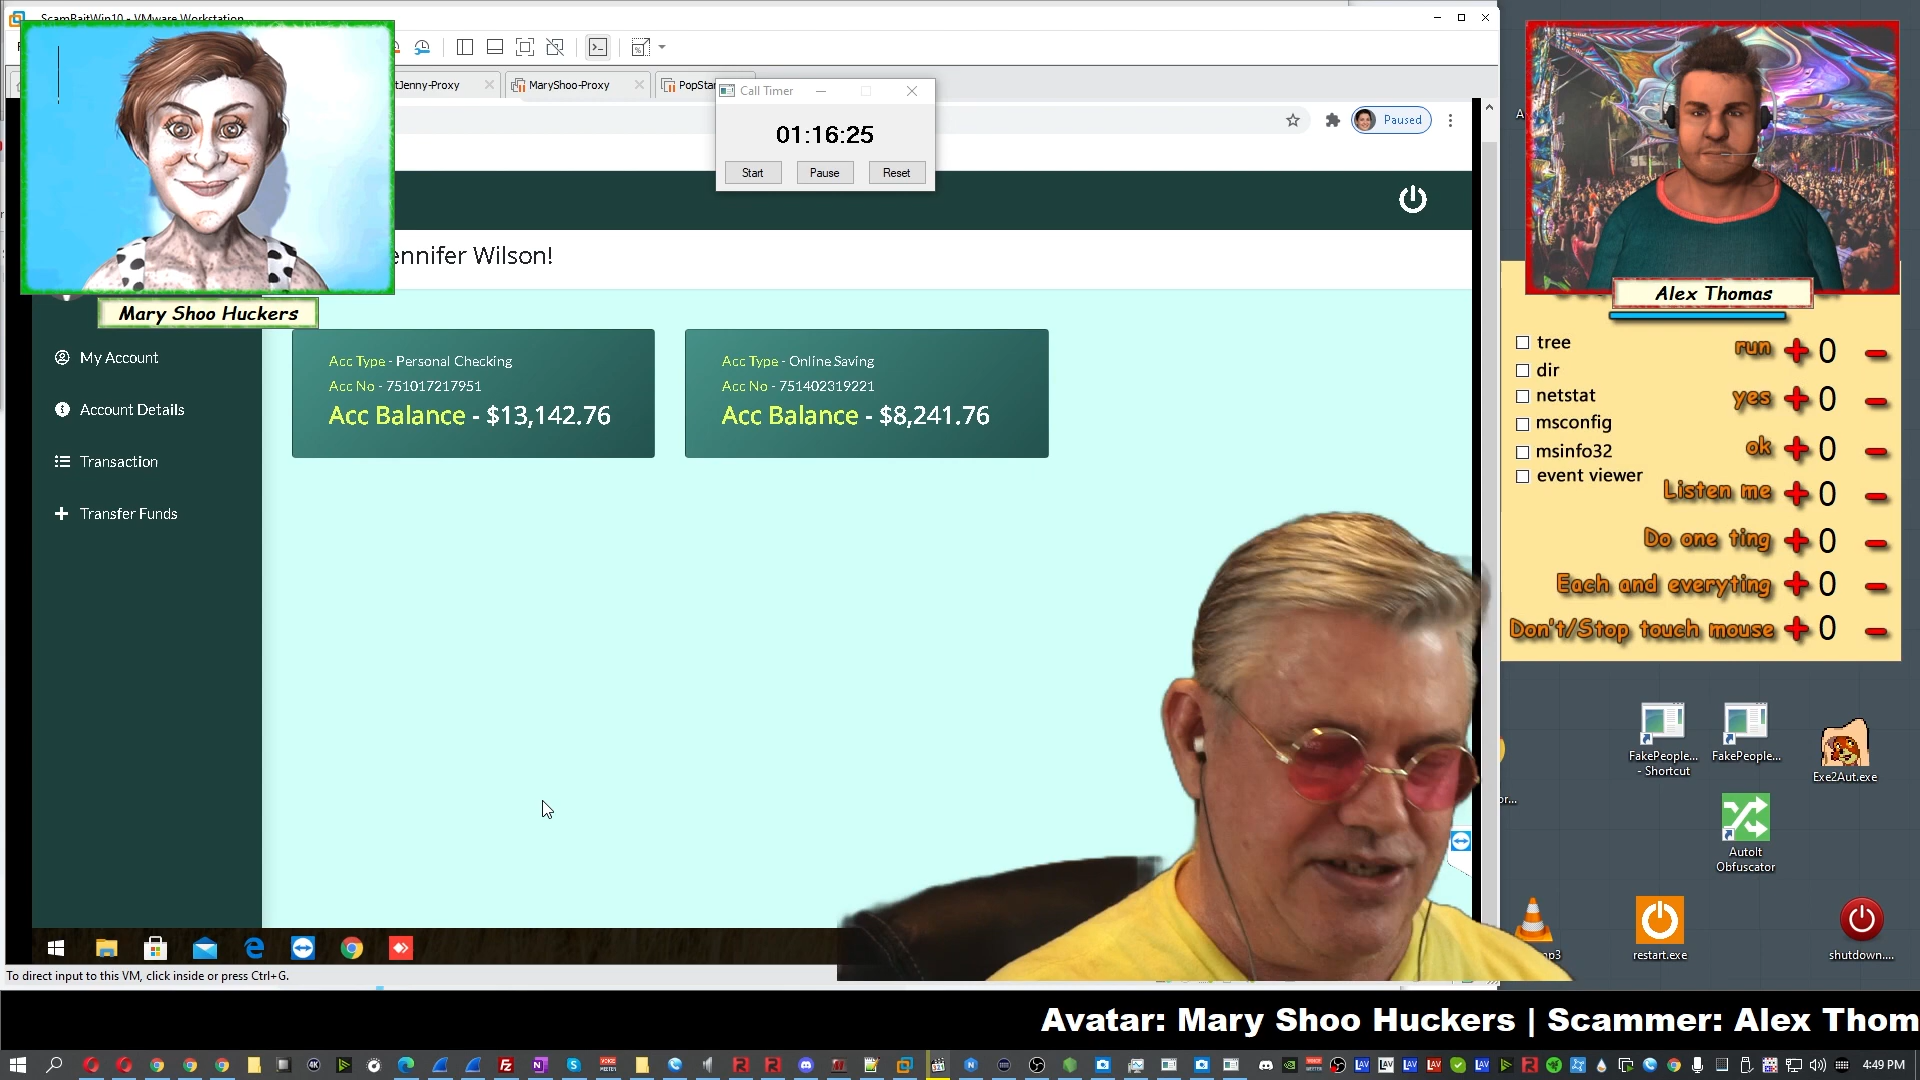 ScamBaitWin10 - VMware Workstation
tJenny-Proxy
MaryShoo-Proxy
PopStar
Call Timer
01:16:25
Start
Pause
Reset
Paused
ennifer Wilson!
Mary Shoo Huckers
Alex Thomas
My Account
Account Details
Transaction
Transfer Funds
Acc Type - Personal Checking
Acc No - 751017217951
Acc Balance - $13,142.76
Acc Type - Online Saving
Acc No - 751402319221
Acc Balance - $8,241.76
tree
dir
netstat
msconfig
msinfo32
event viewer
run + 0 -
yes + 0 -
ok + 0 -
Listen me + 0 -
Do one ting + 0 -
Each and everyting + 0 -
Don't/Stop touch mouse + 0 -
FakePeople...
- Shortcut
FakePeople...
Exe2Aut.exe
AutoIt
Obfuscator
restart.exe
shutdown....
To direct input to this VM, click inside or press Ctrl+G.
Avatar: Mary Shoo Huckers | Scammer: Alex Thom
4:49 PM